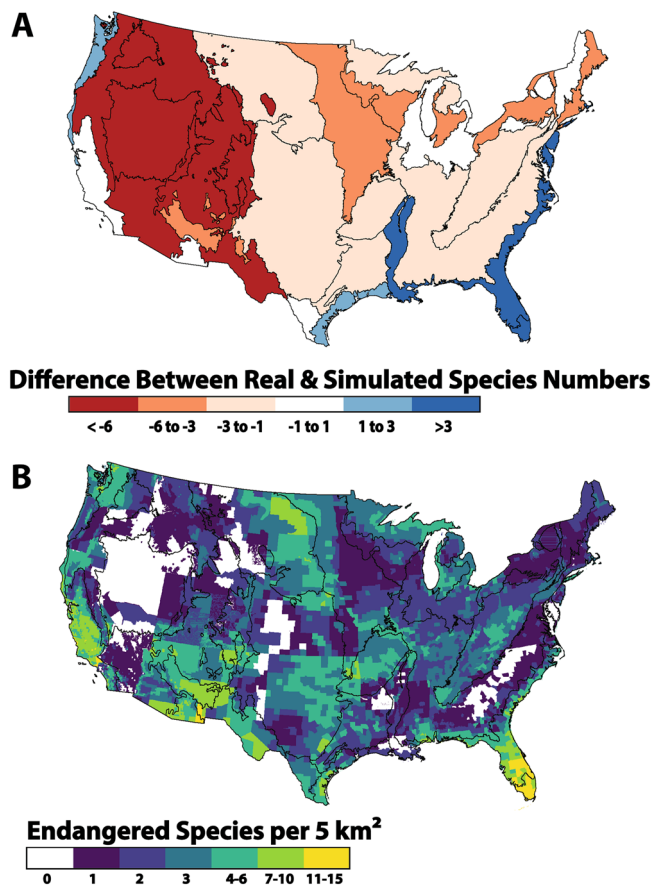 A
Difference Between Real & Simulated Species Numbers
< -6 -6 to -3 -3 to -1 -1 to 1 1 to 3 >3
B
Endangered Species per 5 km²
0 1 2 3 4-6 7-10 11-15